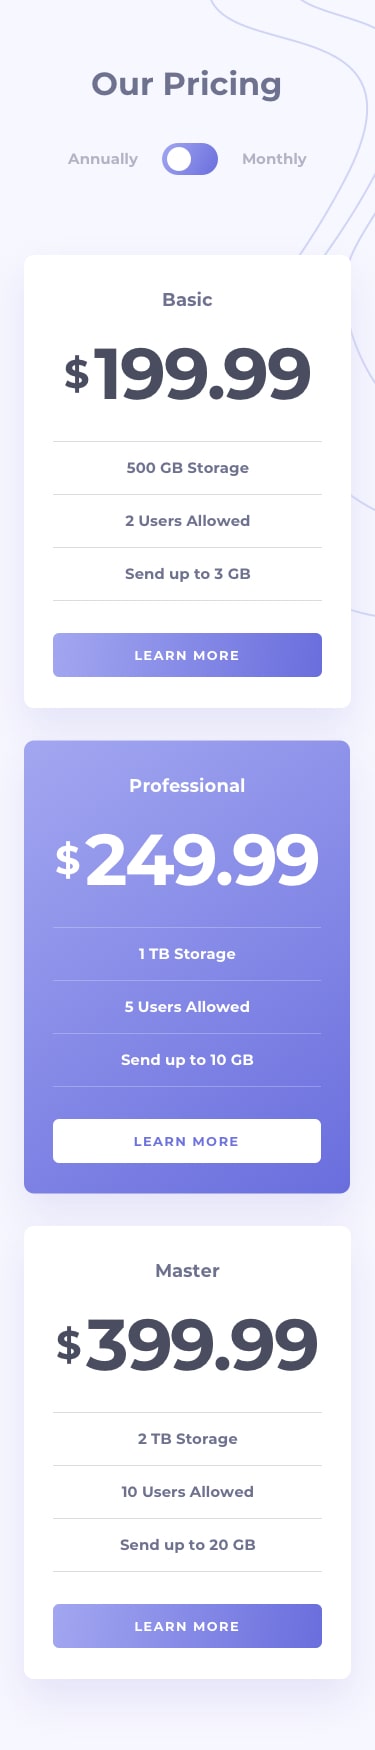 Our Pricing
Annually Monthly
Basic
$199.99
500 GB Storage
2 Users Allowed
Send up to 3 GB
LEARN MORE
Professional
$249.99
1 TB Storage
5 Users Allowed
Send up to 10 GB
LEARN MORE
Master
$399.99
2 TB Storage
10 Users Allowed
Send up to 20 GB
LEARN MORE